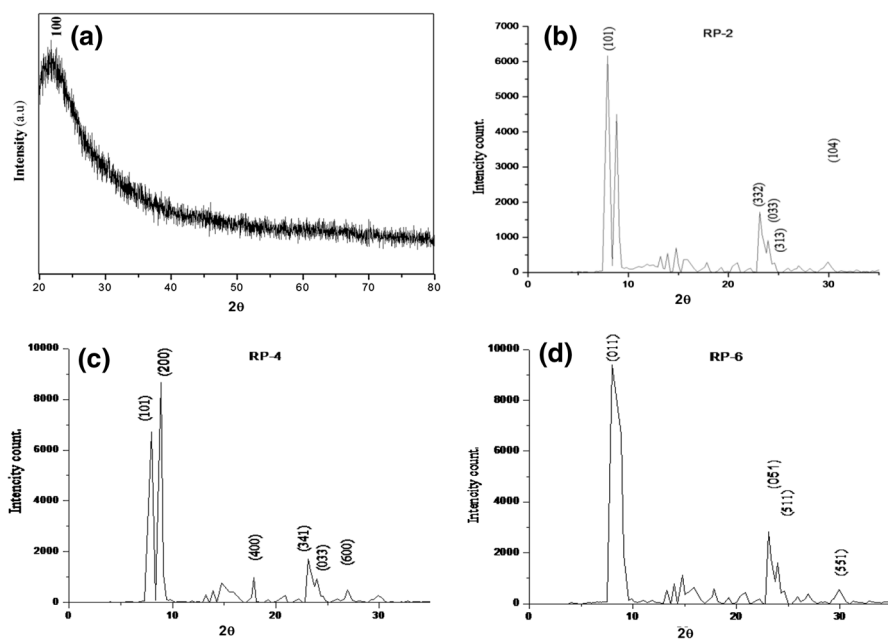 (a)
100
Intensity (a.u)
20 30 40 50 60 70 80
2θ
(b)
RP-2
(101)
(332)
(033)
(313)
(104)
Intencity count.
7000
6000
5000
4000
3000
2000
1000
0
0 10 20 30
2θ
(c)
RP-4
(101)
(200)
(400)
(341)
(033)
(600)
Intencity count.
10000
8000
6000
4000
2000
0
0 10 20 30
2θ
(d)
RP-6
(011)
(051)
(511)
(551)
Intencity count.
10000
8000
6000
4000
2000
0
0 10 20 30
2θ